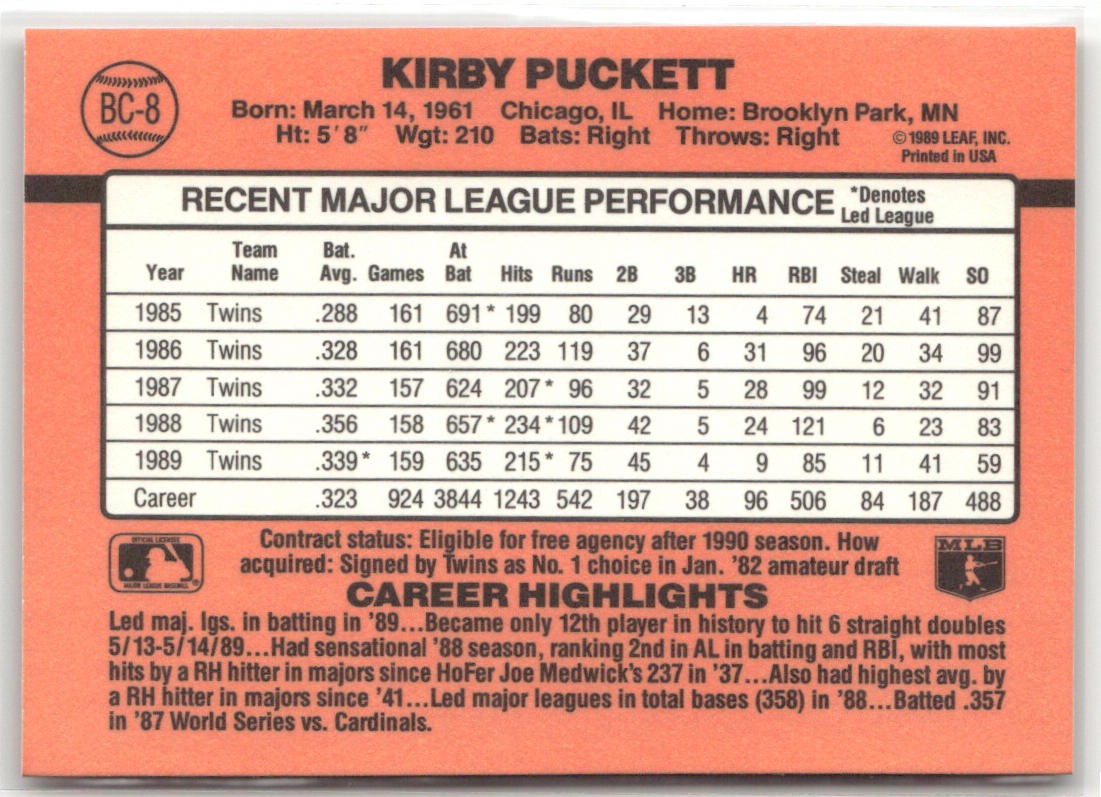 BC-8
KIRBY PUCKETT
Born: March 14, 1961 Chicago, IL Home: Brooklyn Park, MN
Ht: 5'8" Wgt: 210 Bats: Right Throws: Right
©1989 LEAF, INC.
Printed in USA
RECENT MAJOR LEAGUE PERFORMANCE *Denotes Led League
Year Team Name Bat. Avg. Games At Bat Hits Runs 2B 3B HR RBI Steal Walk SO
1985 Twins .288 161 691* 199 80 29 13 4 74 21 41 87
1986 Twins .328 161 680 223 119 37 6 31 96 20 34 99
1987 Twins .332 157 624 207* 96 32 5 28 99 12 32 91
1988 Twins .356 158 657* 234* 109 42 5 24 121 6 23 83
1989 Twins .339* 159 635 215* 75 45 4 9 85 11 41 59
Career .323 924 3844 1243 542 197 38 96 506 84 187 488
OFFICIAL LICENSEE
MAJOR LEAGUE BASEBALL
®
Contract status: Eligible for free agency after 1990 season. How
acquired: Signed by Twins as No. 1 choice in Jan. '82 amateur draft
MLB
CAREER HIGHLIGHTS
Led maj. lgs. in batting in '89...Became only 12th player in history to hit 6 straight doubles
5/13-5/14/89...Had sensational '88 season, ranking 2nd in AL in batting and RBI, with most
hits by a RH hitter in majors since HoFer Joe Medwick's 237 in '37...Also had highest avg. by
a RH hitter in majors since '41...Led major leagues in total bases (358) in '88...Batted .357
in '87 World Series vs. Cardinals.